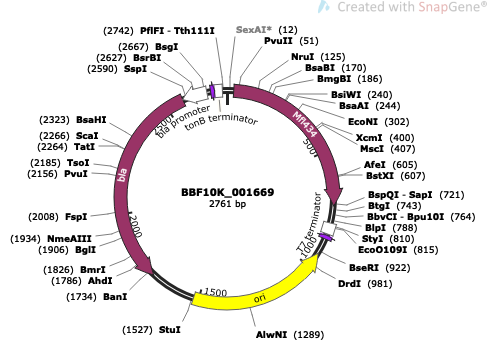 Created with SnapGene®
(2742) PflFI - Tth111I
SexAI* (12)
PvuII (51)
(2667) BsgI
(2627) BsrBI
(2590) SspI
NruI (125)
BsaBI (170)
BmgBI (186)
BsiWI (240)
BsaAI (244)
EcoNI (302)
XcmI (400)
MscI (407)
AfeI (605)
BstXI (607)
BspQI - SapI (721)
BtgI (743)
BbvCI - Bpu10I (764)
BlpI (788)
StyI (810)
EcoO109I (815)
BseRI (922)
DrdI (981)
AlwNI (1289)
(1527) StuI
(1734) BanI
(1786) AhdI
(1826) BmrI
(1906) BglI
(1934) NmeAIII
(2008) FspI
(2156) PvuI
(2185) TsoI
(2264) TatI
(2266) ScaI
(2323) BsaHI
bla promoter
tonB terminator
Mfl434
T7 terminator
ori
bla
500
1000
1500
2000
2500
BBF10K_001669
2761 bp